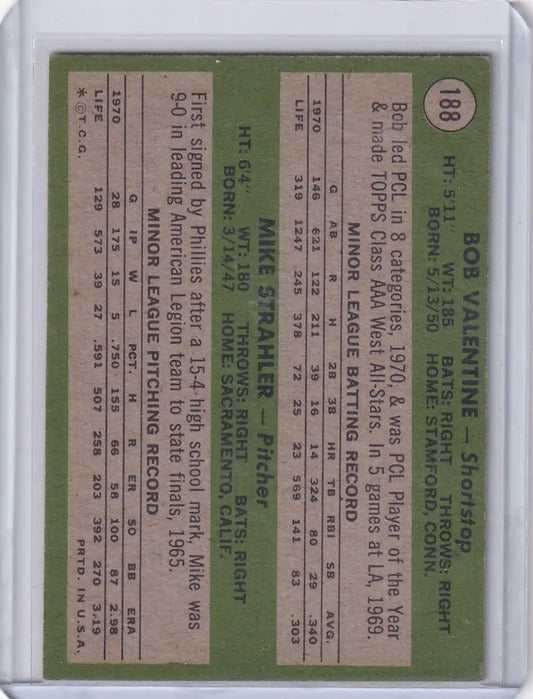 188
BOB VALENTINE — Shortstop
HT: 5'11" WT: 185 BATS: RIGHT THROWS: RIGHT
BORN: 5/13/50 HOME: STAMFORD, CONN.
Bob led PCL in 8 categories, 1970, & was PCL Player of the Year
& made TOPPS Class AAA West All-Stars. In 5 games at LA, 1969.
MINOR LEAGUE BATTING RECORD
G AB R H 2B 3B HR TB RBI SB AVG.
1970 146 621 122 211 39 16 14 324 80 29 .340
LIFE 319 1247 245 378 72 25 23 569 141 83 .303
MIKE STRAHLER — Pitcher
HT: 6'4" WT: 180 THROWS: RIGHT BATS: RIGHT
BORN: 3/14/47 HOME: SACRAMENTO, CALIF.
First signed by Phillies after a 15-4 high school mark, Mike was
9-0 in leading American Legion team to state finals, 1965.
MINOR LEAGUE PITCHING RECORD
G IP W L PCT. H R ER SO BB ERA
1970 28 175 15 5 .750 155 66 58 100 87 2.98
LIFE 129 573 39 27 .591 507 258 203 392 270 3.19
* © T.C.G. PRTD. IN U.S.A.